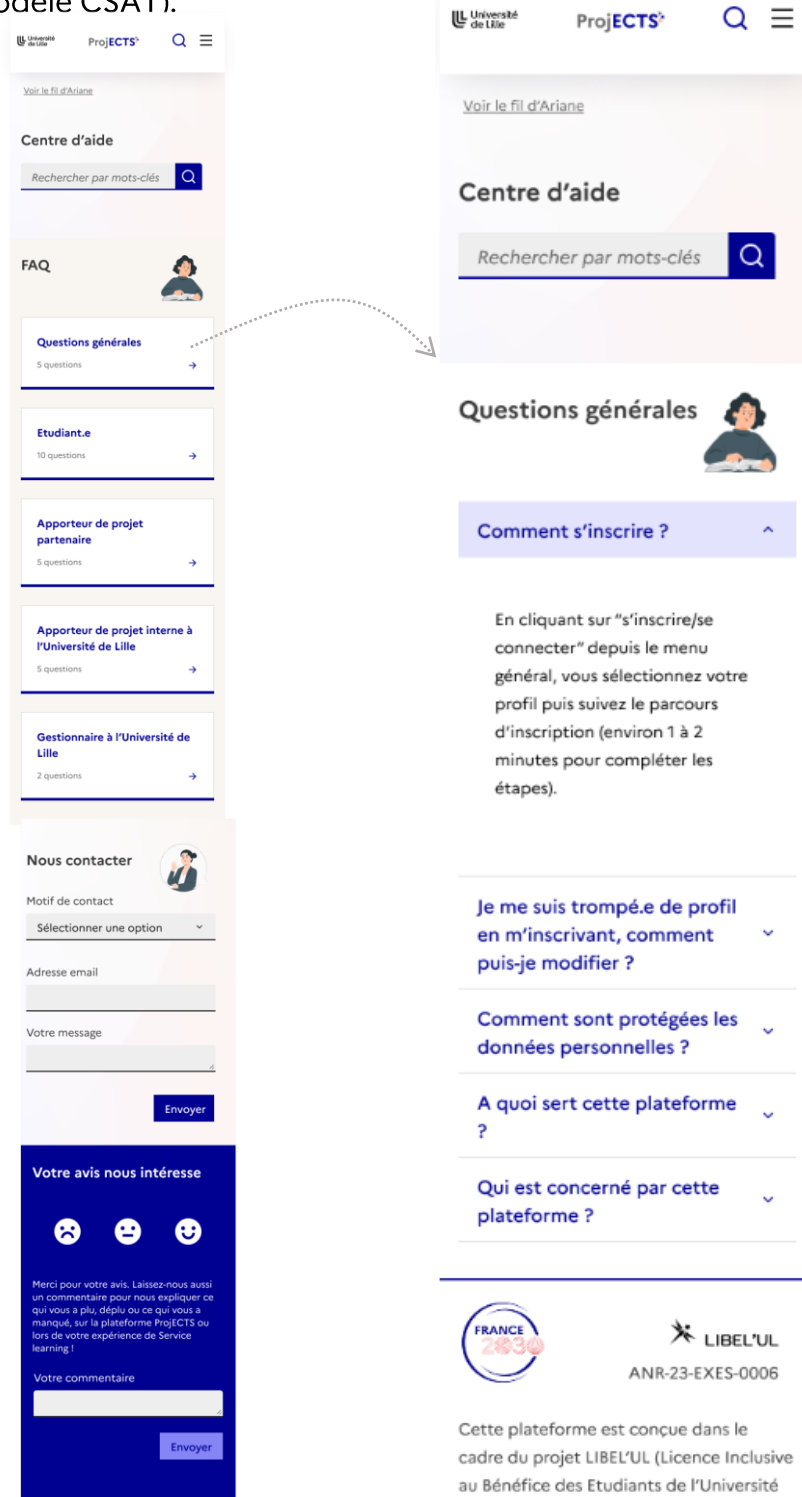 odèle CSAT).
Université
de Lille
ProjECTS
Voir le fil d'Ariane
Centre d'aide
Rechercher par mots-clés
FAQ
Questions générales
5 questions
Etudiant.e
10 questions
Apporteur de projet
partenaire
5 questions
Apporteur de projet interne à
l'Université de Lille
5 questions
Gestionnaire à l'Université de
Lille
2 questions
Nous contacter
Motif de contact
Sélectionner une option
Adresse email
Votre message
Envoyer
Votre avis nous intéresse
Merci pour votre avis. Laissez-nous aussi
un commentaire pour nous expliquer ce
qui vous a plu, déplu ou ce qui vous a
manqué, sur la plateforme ProjECTS ou
lors de votre expérience de Service
learning !
Votre commentaire
Envoyer
Université
de Lille
ProjECTS
Voir le fil d'Ariane
Centre d'aide
Rechercher par mots-clés
Questions générales
Comment s'inscrire ?
En cliquant sur "s'inscrire/se
connecter" depuis le menu
général, vous sélectionnez votre
profil puis suivez le parcours
d'inscription (environ 1 à 2
minutes pour compléter les
étapes).
Je me suis trompé.e de profil
en m'inscrivant, comment
puis-je modifier ?
Comment sont protégées les
données personnelles ?
A quoi sert cette plateforme
?
Qui est concerné par cette
plateforme ?
FRANCE
2030
LIBEL'UL
ANR-23-EXES-0006
Cette plateforme est conçue dans le
cadre du projet LIBEL'UL (Licence Inclusive
au Bénéfice des Etudiants de l'Université